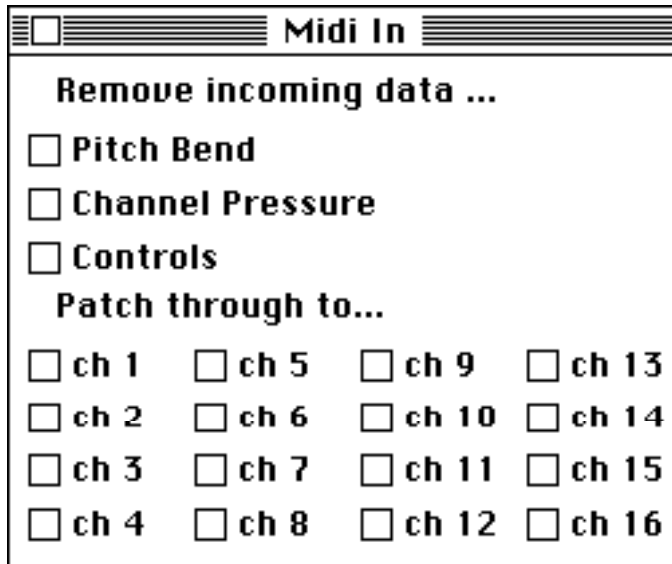 Midi In
Remove incoming data ...
Pitch Bend
Channel Pressure
Controls
Patch through to...
ch 1 ch 5 ch 9 ch 13
ch 2 ch 6 ch 10 ch 14
ch 3 ch 7 ch 11 ch 15
ch 4 ch 8 ch 12 ch 16